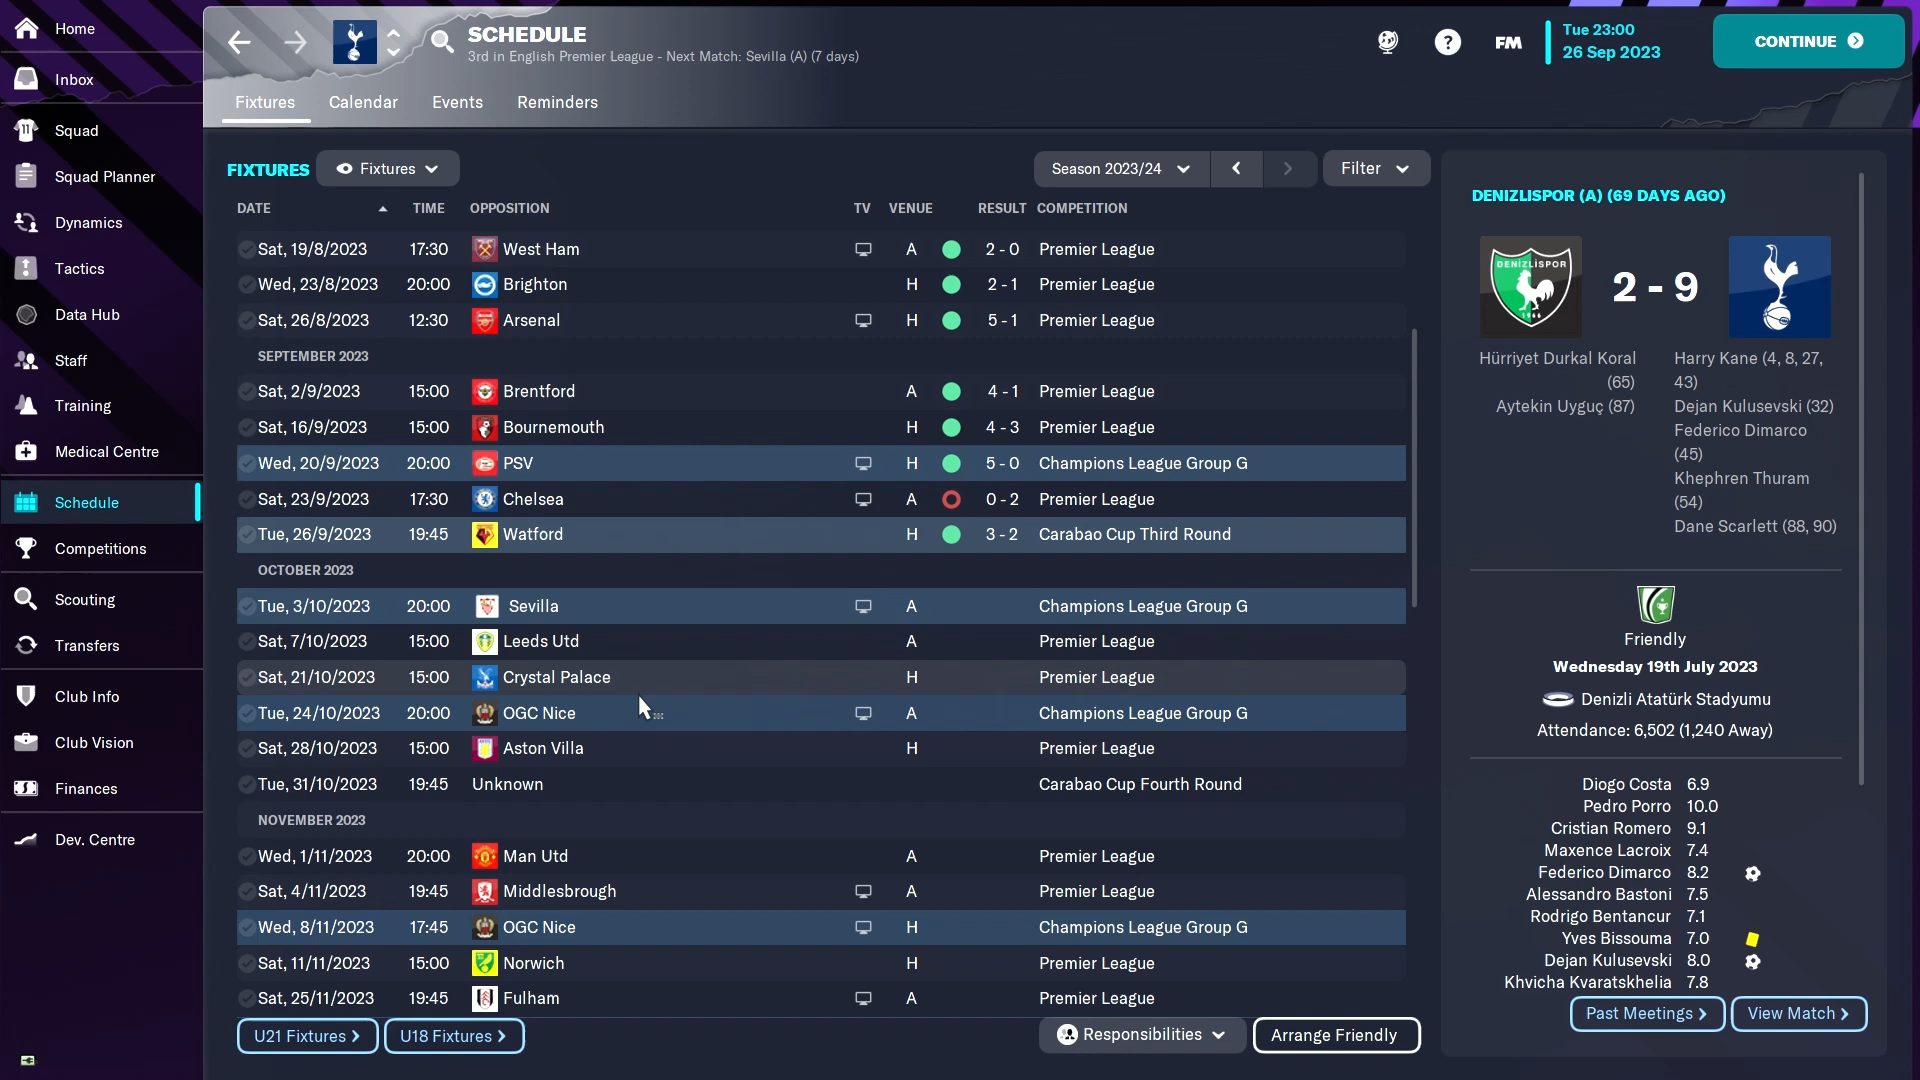 Home
Inbox
Squad
Squad Planner
Dynamics
Tactics
Data Hub
Staff
Training
Medical Centre
Schedule
Competitions
Scouting
Transfers
Club Info
Club Vision
Finances
Dev. Centre
SCHEDULE
3rd in English Premier League - Next Match: Sevilla (A) (7 days)
FM
Tue 23:00
26 Sep 2023
CONTINUE
Fixtures Calendar Events Reminders
FIXTURES Fixtures Season 2023/24 Filter
DATE TIME OPPOSITION TV VENUE RESULT COMPETITION
Sat, 19/8/2023 17:30 West Ham A 2 - 0 Premier League
Wed, 23/8/2023 20:00 Brighton H 2 - 1 Premier League
Sat, 26/8/2023 12:30 Arsenal H 5 - 1 Premier League
SEPTEMBER 2023
Sat, 2/9/2023 15:00 Brentford A 4 - 1 Premier League
Sat, 16/9/2023 15:00 Bournemouth H 4 - 3 Premier League
Wed, 20/9/2023 20:00 PSV H 5 - 0 Champions League Group G
Sat, 23/9/2023 17:30 Chelsea A 0 - 2 Premier League
Tue, 26/9/2023 19:45 Watford H 3 - 2 Carabao Cup Third Round
OCTOBER 2023
Tue, 3/10/2023 20:00 Sevilla A Champions League Group G
Sat, 7/10/2023 15:00 Leeds Utd A Premier League
Sat, 21/10/2023 15:00 Crystal Palace H Premier League
Tue, 24/10/2023 20:00 OGC Nice A Champions League Group G
Sat, 28/10/2023 15:00 Aston Villa H Premier League
Tue, 31/10/2023 19:45 Unknown Carabao Cup Fourth Round
NOVEMBER 2023
Wed, 1/11/2023 20:00 Man Utd A Premier League
Sat, 4/11/2023 19:45 Middlesbrough A Premier League
Wed, 8/11/2023 17:45 OGC Nice H Champions League Group G
Sat, 11/11/2023 15:00 Norwich H Premier League
Sat, 25/11/2023 19:45 Fulham A Premier League
U21 Fixtures > U18 Fixtures > Responsibilities Arrange Friendly
DENIZLISPOR (A) (69 DAYS AGO)
DENİZLİSPOR
1966
2 - 9
Hürriyet Durkal Koral
(65)
Aytekin Uyguç (87)
Harry Kane (4, 8, 27,
43)
Dejan Kulusevski (32)
Federico Dimarco
(45)
Khephren Thuram
(54)
Dane Scarlett (88, 90)
Friendly
Wednesday 19th July 2023
Denizli Atatürk Stadyumu
Attendance: 6,502 (1,240 Away)
Diogo Costa 6.9
Pedro Porro 10.0
Cristian Romero 9.1
Maxence Lacroix 7.4
Federico Dimarco 8.2
Alessandro Bastoni 7.5
Rodrigo Bentancur 7.1
Yves Bissouma 7.0
Dejan Kulusevski 8.0
Khvicha Kvaratskhelia 7.8
Past Meetings > View Match >